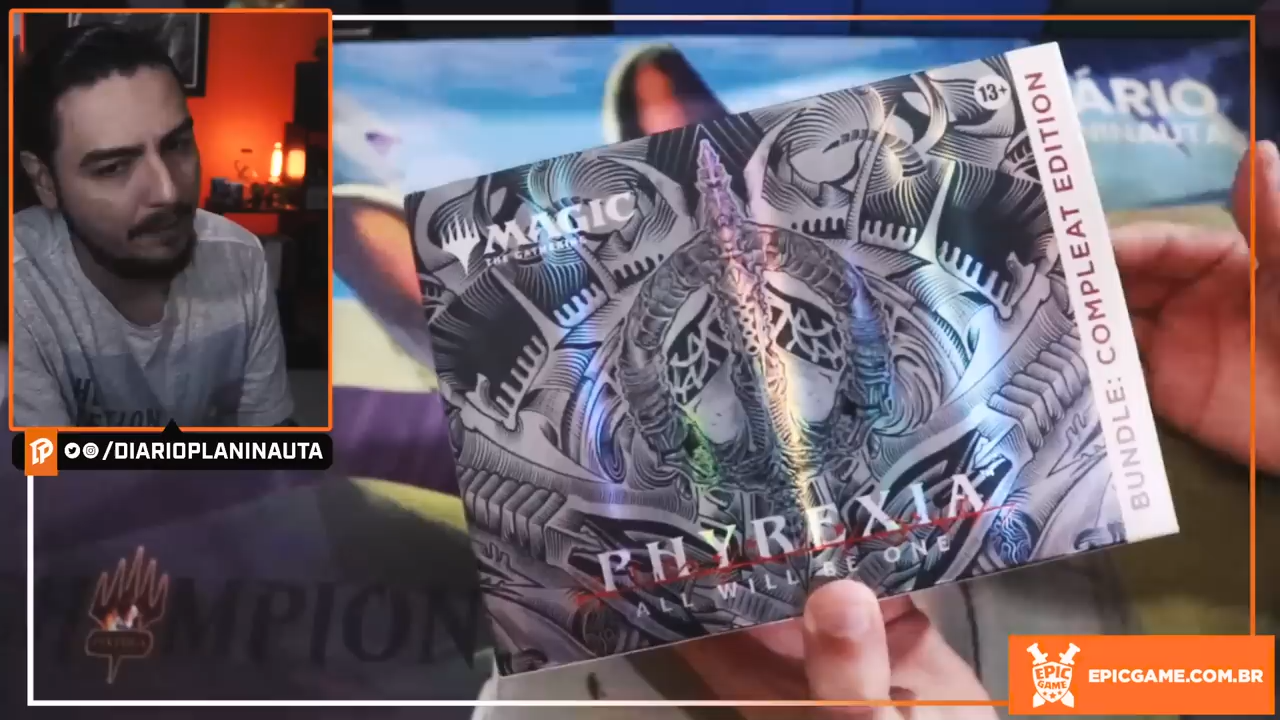 13+
MAGIC
THE GATHERING
BUNDLE: COMPLEAT EDITION
PHYREXIA
ALL WILL BE ONE
/DIARIOPLANINAUTA
EPIC
GAME
EPICGAME.COM.BR